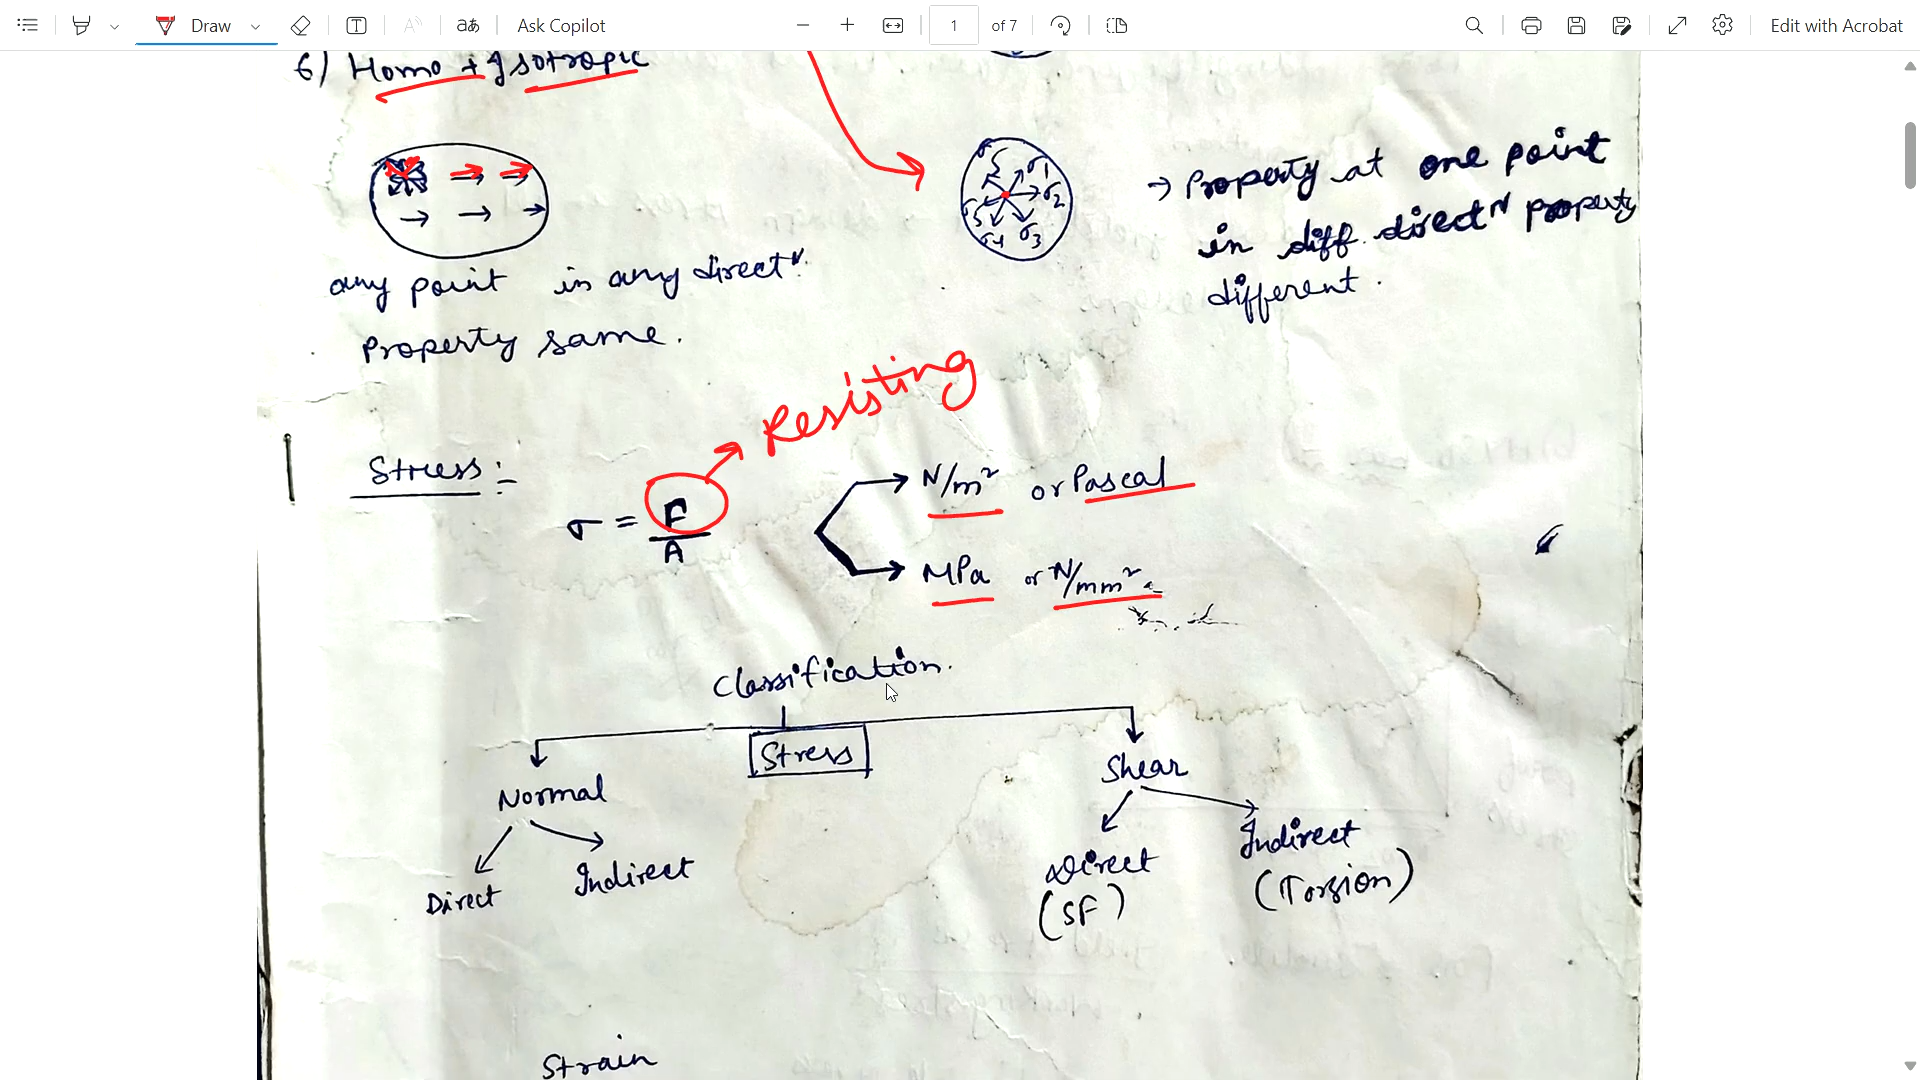 Draw
Ask Copilot
1 of 7
Edit with Acrobat
6) Homo + Isotropic
σ1
σ2
σ3
σ4
σ5
→ Property at one point
in diff. directn property
different.
any point in any directn.
Property same.
Resisting
Stress :-
σ = F
A
N/m² or Pascal
MPa or N/mm²
Classification.
Stress
Normal
Shear
Direct
Indirect
Direct
(SF)
Indirect
(Torsion)
Strain